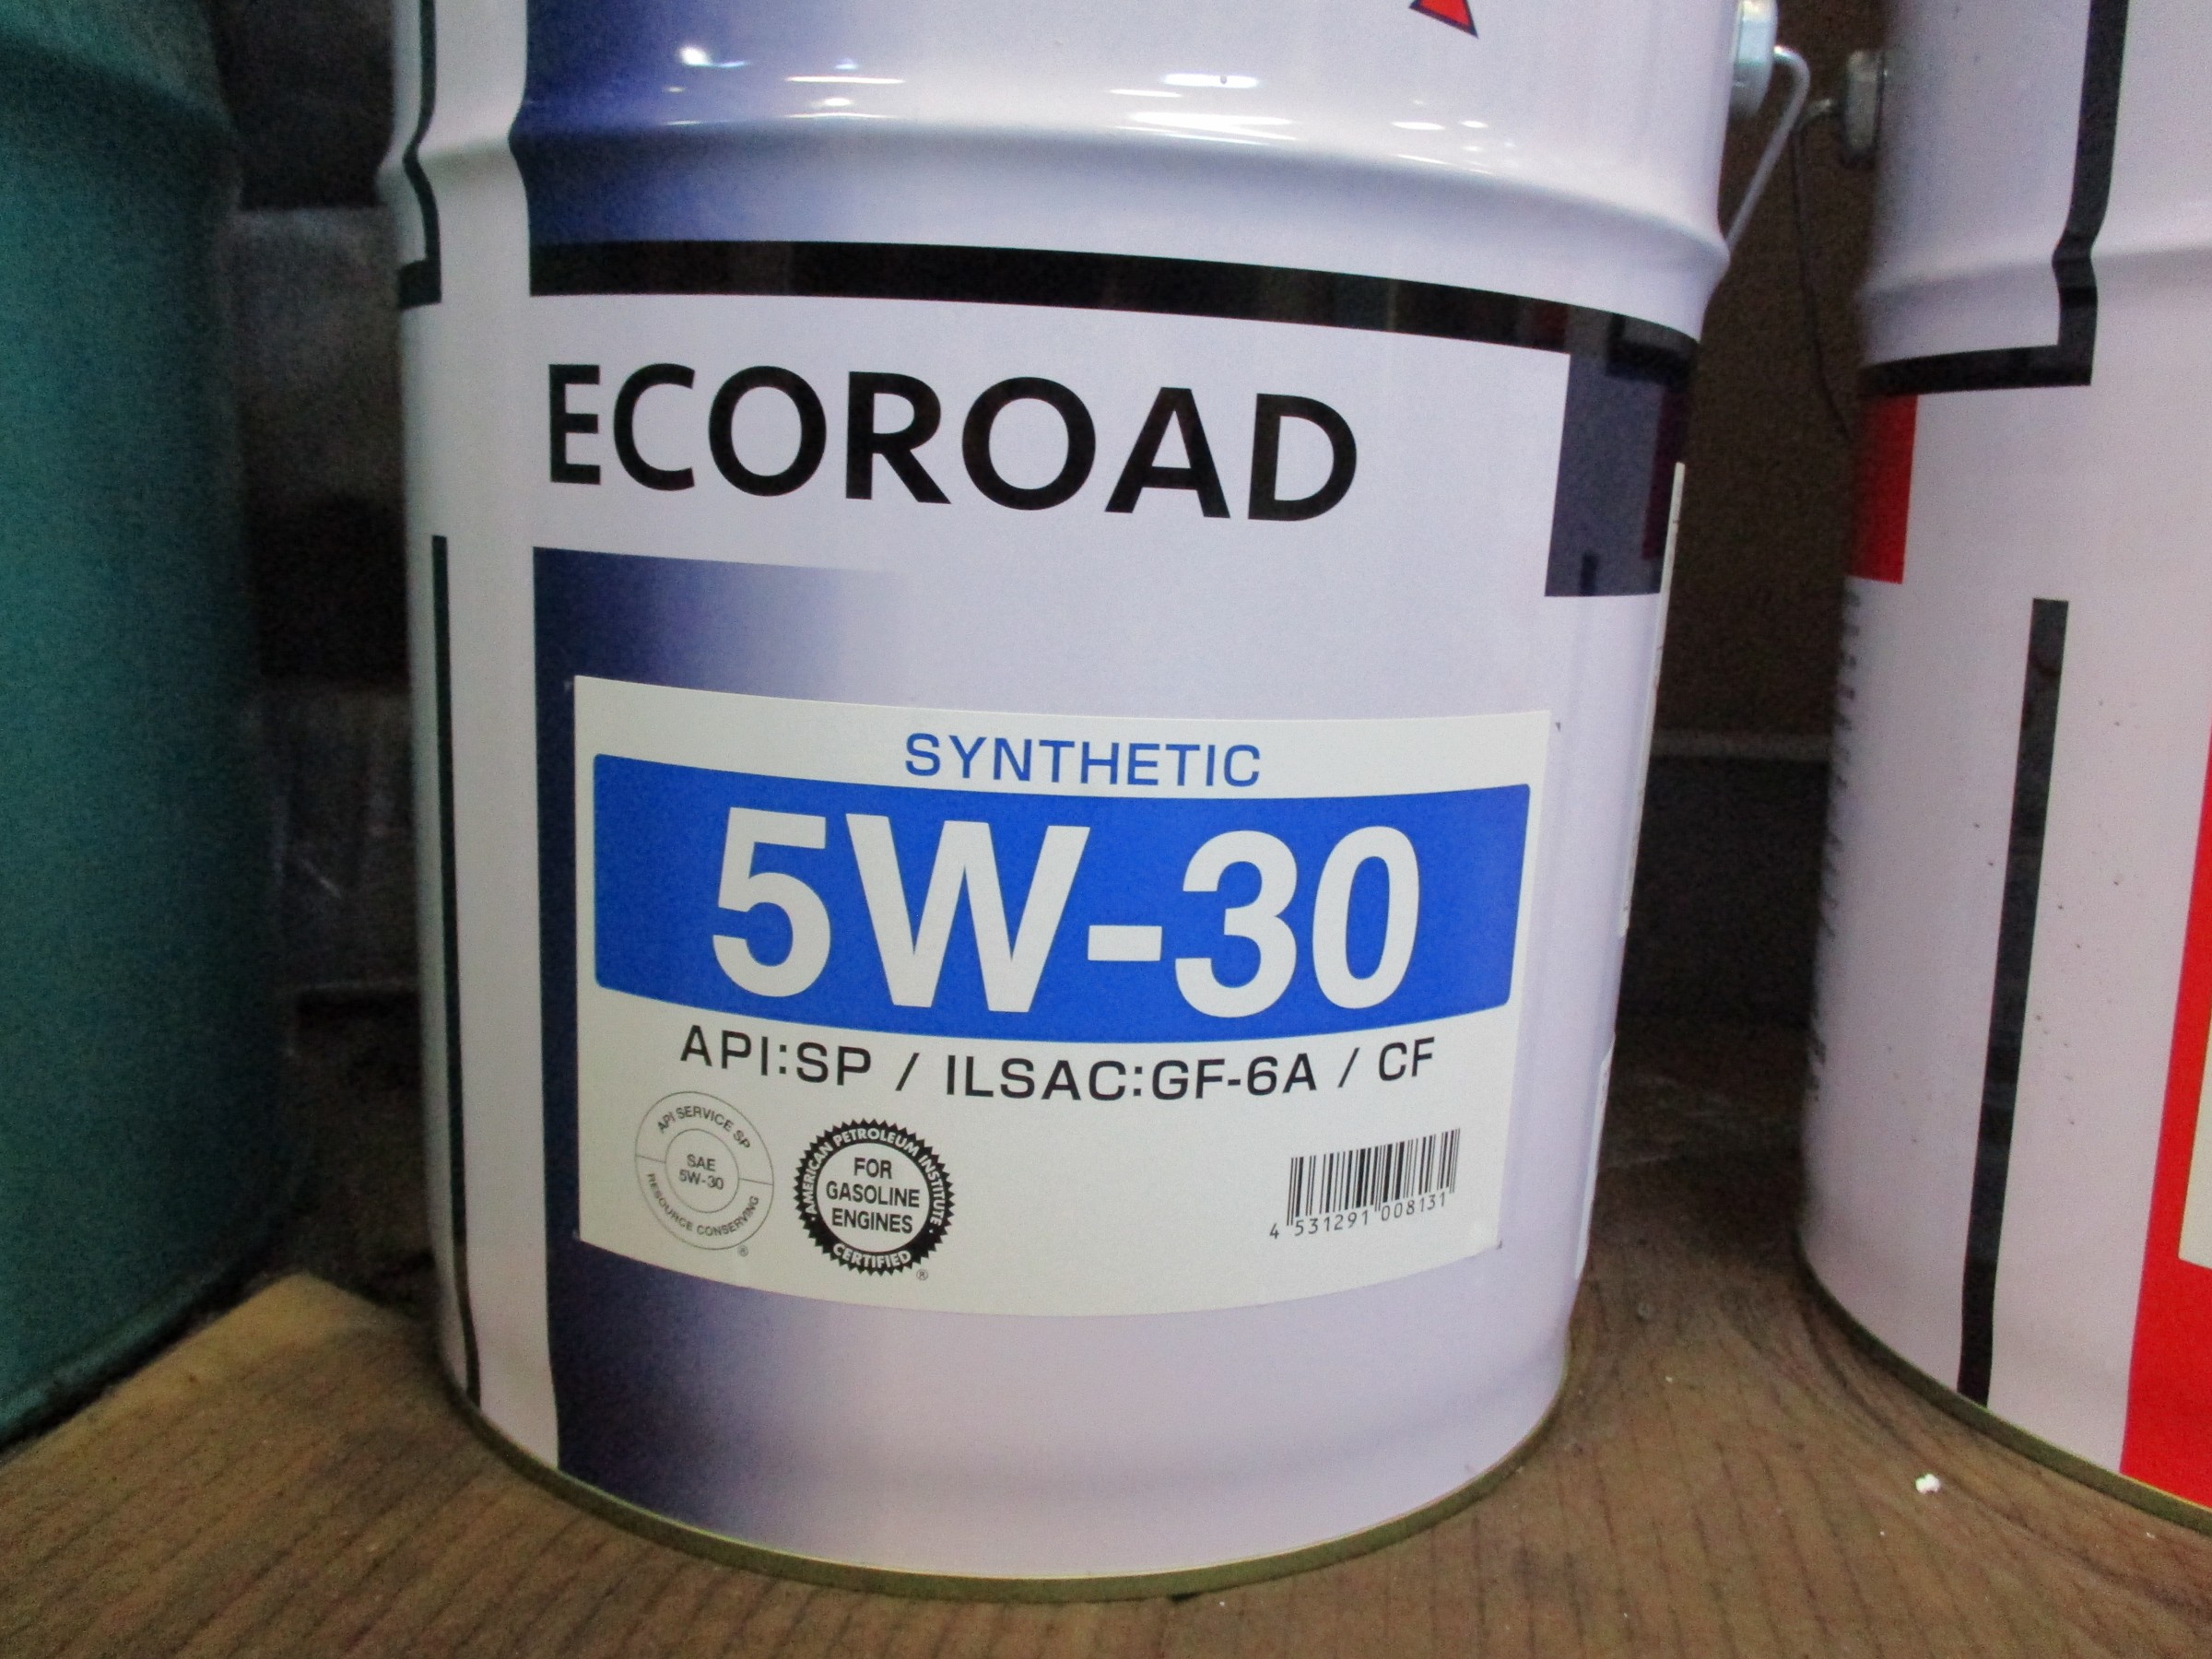 ECOROAD
SYNTHETIC
5W-30
API:SP / ILSAC:GF-6A / CF
API SERVICE SP
SAE
5W-30
RESOURCE CONSERVING
®
AMERICAN PETROLEUM INSTITUTE
FOR
GASOLINE
ENGINES
CERTIFIED
®
4 531291 008131